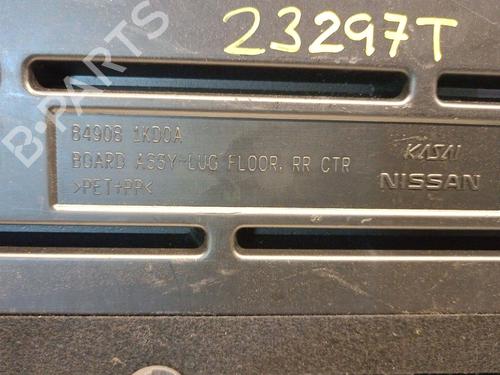 23297T
B-PARTS
84908 1KD0A
BOARD ASSY-LUG FLOOR. RR CTR
>PET+PP<
KASAI
NISSAN